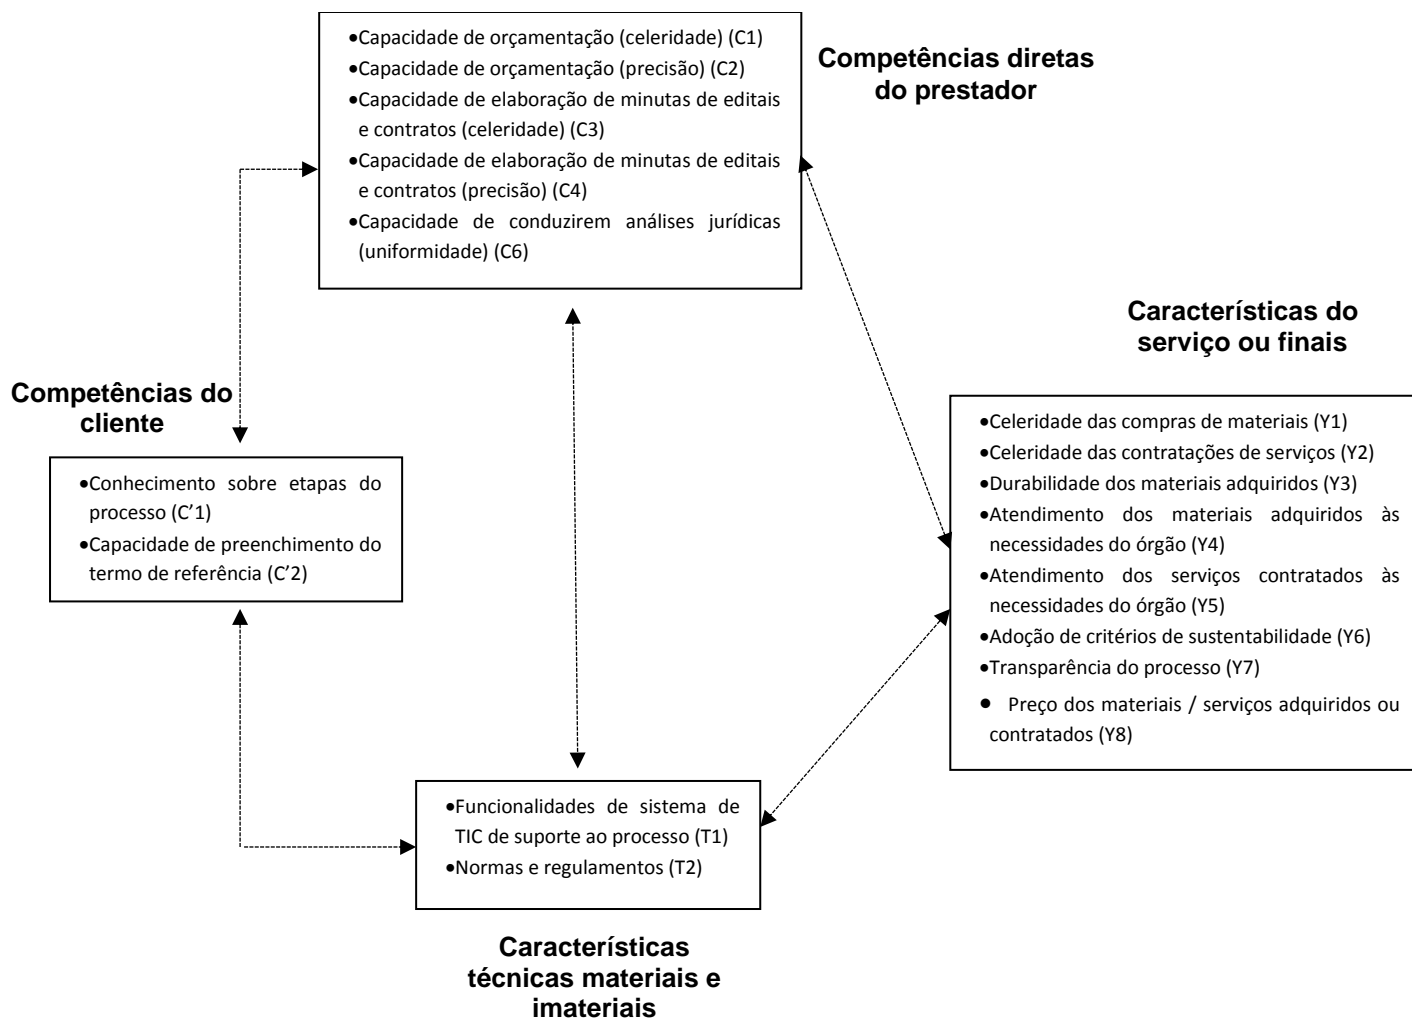 •Capacidade de orçamentação (celeridade) (C1)
•Capacidade de orçamentação (precisão) (C2)
•Capacidade de elaboração de minutas de editais
e contratos (celeridade) (C3)
•Capacidade de elaboração de minutas de editais
e contratos (precisão) (C4)
•Capacidade de conduzirem análises jurídicas
(uniformidade) (C6)
Competências diretas
do prestador
Características do
serviço ou finais
Competências do
cliente
•Conhecimento sobre etapas do
processo (C’1)
•Capacidade de preenchimento do
termo de referência (C’2)
•Celeridade das compras de materiais (Y1)
•Celeridade das contratações de serviços (Y2)
•Durabilidade dos materiais adquiridos (Y3)
•Atendimento dos materiais adquiridos às
necessidades do órgão (Y4)
•Atendimento dos serviços contratados às
necessidades do órgão (Y5)
•Adoção de critérios de sustentabilidade (Y6)
•Transparência do processo (Y7)
• Preço dos materiais / serviços adquiridos ou
contratados (Y8)
•Funcionalidades de sistema de
TIC de suporte ao processo (T1)
•Normas e regulamentos (T2)
Características
técnicas materiais e
imateriais